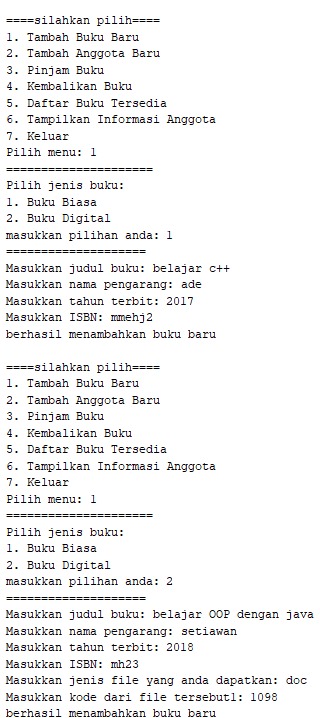 ====silahkan pilih====
1. Tambah Buku Baru
2. Tambah Anggota Baru
3. Pinjam Buku
4. Kembalikan Buku
5. Daftar Buku Tersedia
6. Tampilkan Informasi Anggota
7. Keluar
Pilih menu: 1
=====================
Pilih jenis buku:
1. Buku Biasa
2. Buku Digital
masukkan pilihan anda: 1
====================
Masukkan judul buku: belajar c++
Masukkan nama pengarang: ade
Masukkan tahun terbit: 2017
Masukkan ISBN: mmehj2
berhasil menambahkan buku baru

====silahkan pilih====
1. Tambah Buku Baru
2. Tambah Anggota Baru
3. Pinjam Buku
4. Kembalikan Buku
5. Daftar Buku Tersedia
6. Tampilkan Informasi Anggota
7. Keluar
Pilih menu: 1
=====================
Pilih jenis buku:
1. Buku Biasa
2. Buku Digital
masukkan pilihan anda: 2
====================
Masukkan judul buku: belajar OOP dengan java
Masukkan nama pengarang: setiawan
Masukkan tahun terbit: 2018
Masukkan ISBN: mh23
Masukkan jenis file yang anda dapatkan: doc
Masukkan kode dari file tersebut1: 1098
berhasil menambahkan buku baru